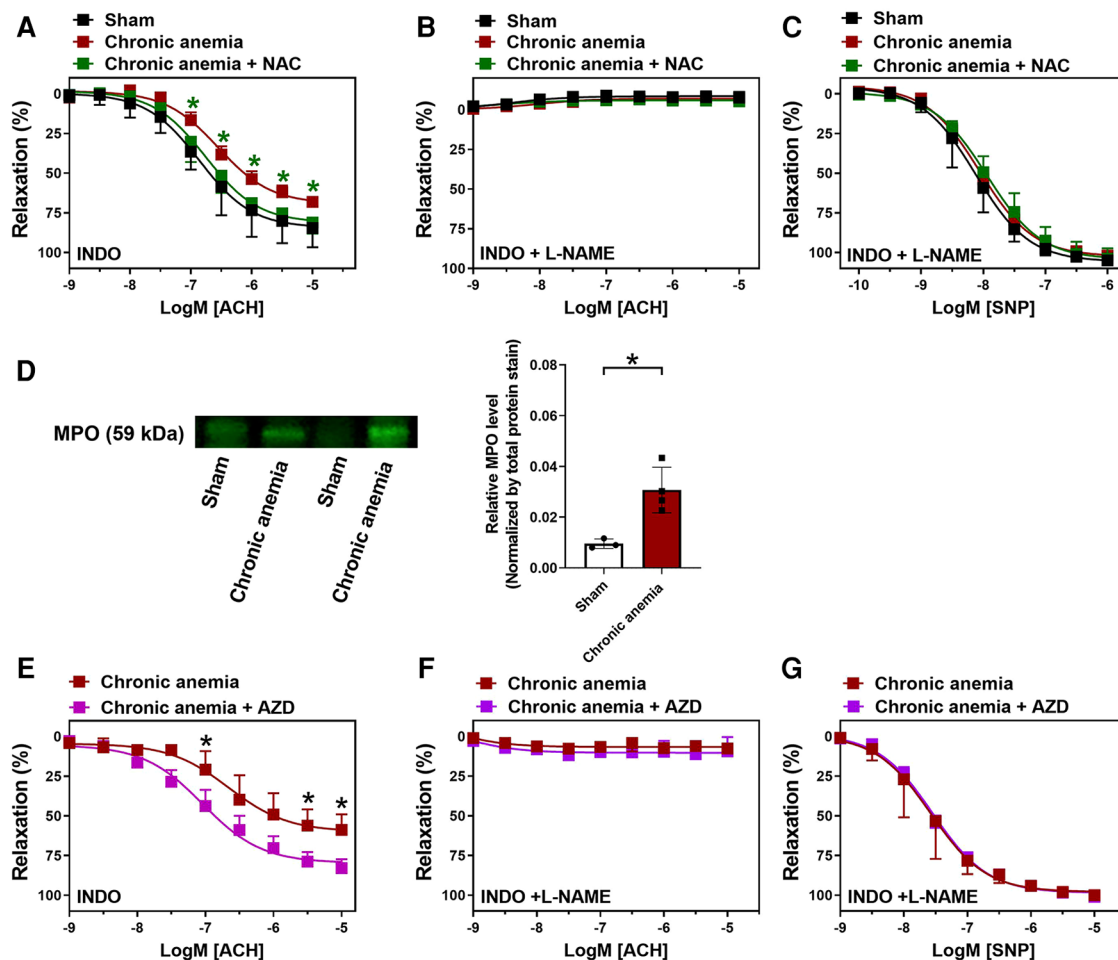 A
Sham
Chronic anemia
Chronic anemia + NAC
Relaxation (%)
0
25
50
75
100
* * * * *
INDO
-9 -8 -7 -6 -5
LogM [ACH]
B
Sham
Chronic anemia
Chronic anemia + NAC
Relaxation (%)
0
25
50
75
100
INDO + L-NAME
-9 -8 -7 -6 -5
LogM [ACH]
C
Sham
Chronic anemia
Chronic anemia + NAC
Relaxation (%)
0
25
50
75
100
INDO + L-NAME
-10 -9 -8 -7 -6
LogM [SNP]
D
MPO (59 kDa)
Sham
Chronic anemia
Sham
Chronic anemia
Relative MPO level
(Normalized by total protein stain)
0.08
0.06
0.04
0.02
0.00
*
Sham
Chronic anemia
E
Chronic anemia
Chronic anemia + AZD
Relaxation (%)
0
25
50
75
100
* * *
INDO
-9 -8 -7 -6 -5
LogM [ACH]
F
Chronic anemia
Chronic anemia + AZD
Relaxation (%)
0
25
50
75
100
INDO +L-NAME
-9 -8 -7 -6 -5
LogM [ACH]
G
Chronic anemia
Chronic anemia + AZD
Relaxation (%)
0
25
50
75
100
INDO +L-NAME
-9 -8 -7 -6 -5
LogM [SNP]